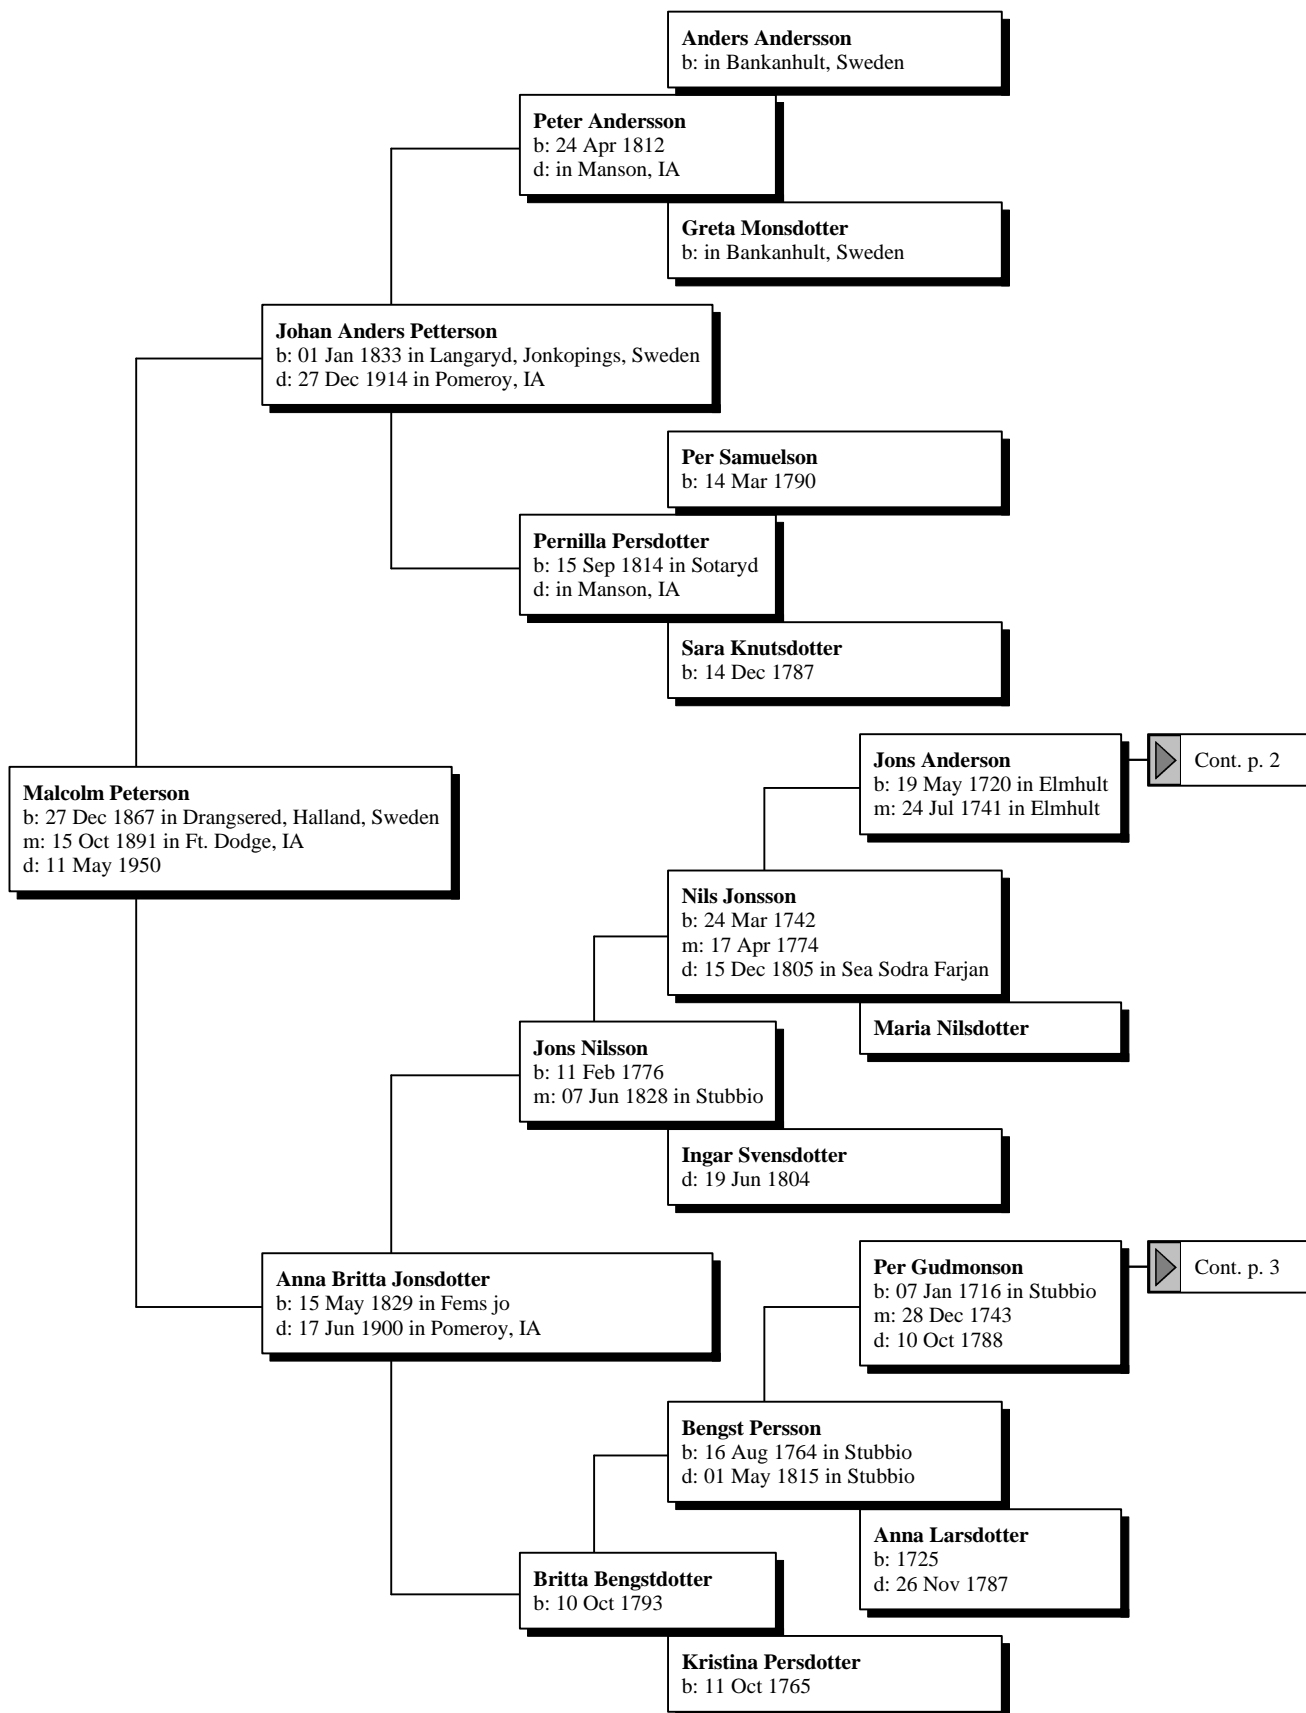 Anders Andersson
b: in Bankanhult, Sweden
Peter Andersson
b: 24 Apr 1812
d: in Manson, IA
Greta Monsdotter
b: in Bankanhult, Sweden
Johan Anders Petterson
b: 01 Jan 1833 in Langaryd, Jonkopings, Sweden
d: 27 Dec 1914 in Pomeroy, IA
Per Samuelson
b: 14 Mar 1790
Pernilla Persdotter
b: 15 Sep 1814 in Sotaryd
d: in Manson, IA
Sara Knutsdotter
b: 14 Dec 1787
Jons Anderson
b: 19 May 1720 in Elmhult
m: 24 Jul 1741 in Elmhult
Cont. p. 2
Malcolm Peterson
b: 27 Dec 1867 in Drangsered, Halland, Sweden
m: 15 Oct 1891 in Ft. Dodge, IA
d: 11 May 1950
Nils Jonsson
b: 24 Mar 1742
m: 17 Apr 1774
d: 15 Dec 1805 in Sea Sodra Farjan
Maria Nilsdotter
Jons Nilsson
b: 11 Feb 1776
m: 07 Jun 1828 in Stubbio
Ingar Svensdotter
d: 19 Jun 1804
Anna Britta Jonsdotter
b: 15 May 1829 in Fems jo
d: 17 Jun 1900 in Pomeroy, IA
Per Gudmonson
b: 07 Jan 1716 in Stubbio
m: 28 Dec 1743
d: 10 Oct 1788
Cont. p. 3
Bengst Persson
b: 16 Aug 1764 in Stubbio
d: 01 May 1815 in Stubbio
Anna Larsdotter
b: 1725
d: 26 Nov 1787
Britta Bengstdotter
b: 10 Oct 1793
Kristina Persdotter
b: 11 Oct 1765